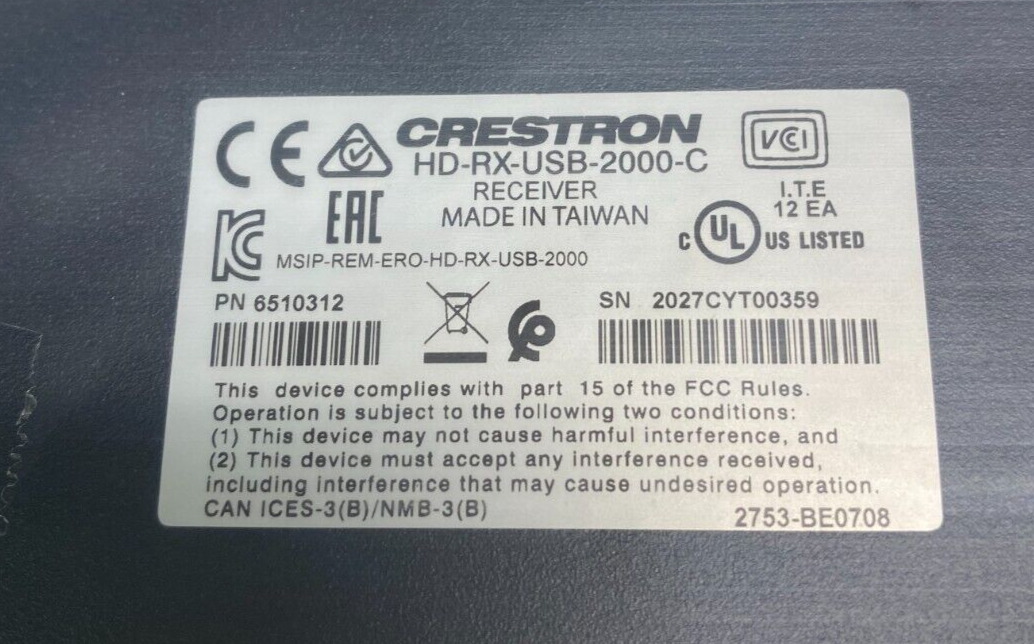 CE CRESTRON VCCI
HD-RX-USB-2000-C
RECEIVER I.T.E
EAC MADE IN TAIWAN 12 EA
KC C UL US LISTED
MSIP-REM-ERO-HD-RX-USB-2000
PN 6510312 SN 2027CYT00359
This device complies with part 15 of the FCC Rules.
Operation is subject to the following two conditions:
(1) This device may not cause harmful interference, and
(2) This device must accept any interference received,
including interference that may cause undesired operation.
CAN ICES-3(B)/NMB-3(B) 2753-BE0708